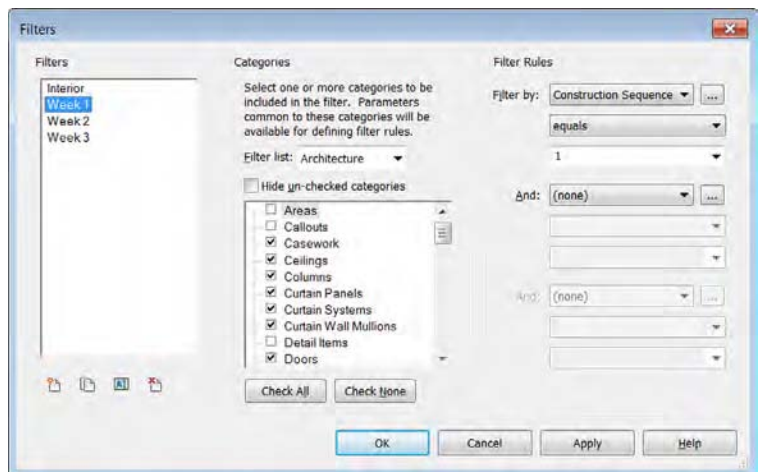 Filters
Filters
Interior
Week 1
Week 2
Week 3
Categories
Select one or more categories to be
included in the filter. Parameters
common to these categories will be
available for defining filter rules.
Filter list: Architecture
Hide un-checked categories
Areas
Callouts
Casework
Ceilings
Columns
Curtain Panels
Curtain Systems
Curtain Wall Mullions
Detail Items
Doors
Check All
Check None
Filter Rules
Filter by: Construction Sequence ...
equals
1
And: (none) ...
And: (none) ...
OK
Cancel
Apply
Help